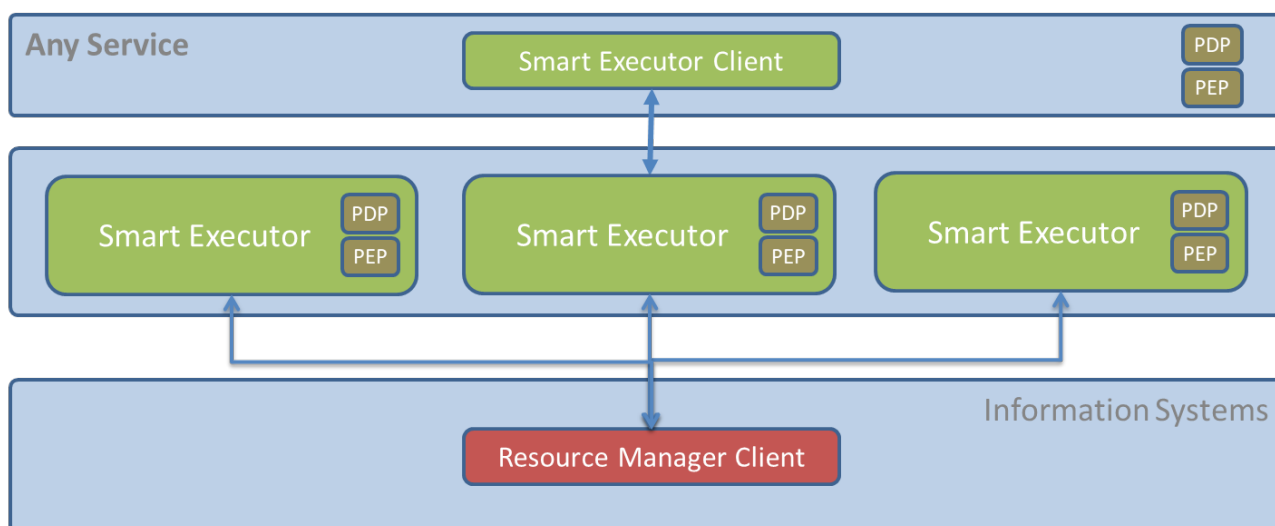 Any Service
Smart Executor Client
PDP
PEP
Smart Executor
PDP
PEP
Smart Executor
PDP
PEP
Smart Executor
PDP
PEP
Information Systems
Resource Manager Client